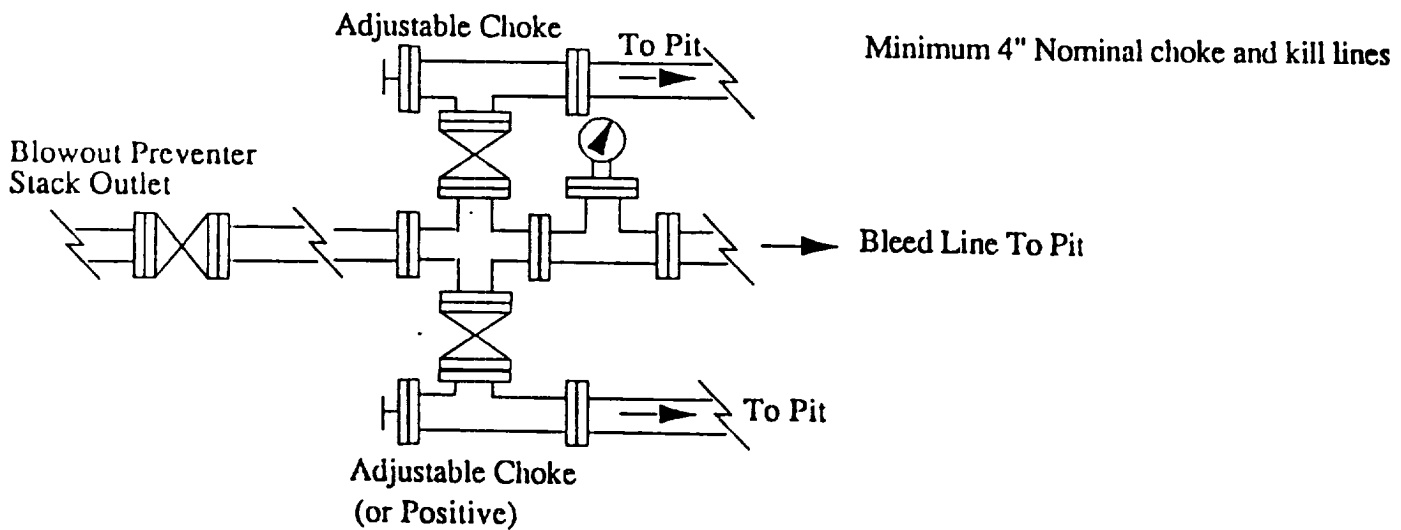 Adjustable Choke
To Pit
Minimum 4" Nominal choke and kill lines
Blowout Preventer
Stack Outlet
Bleed Line To Pit
To Pit
Adjustable Choke
(or Positive)